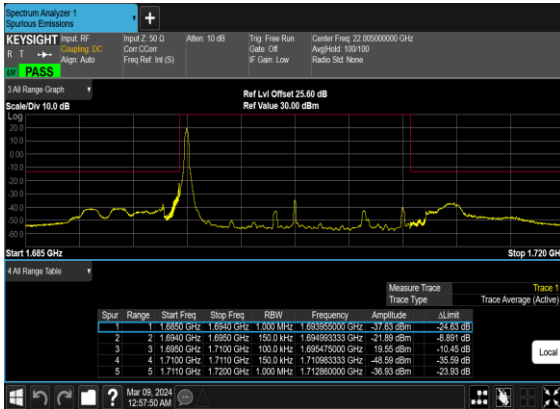 Spectrum Analyzer 1
Spurious Emissions
+
KEYSIGHT Input: RF Input Z: 50 Ω Atten: 10 dB Trig: Free Run Center Freq: 22.005000000 GHz
R T Coupling: DC Corr CCorr Gate: Off Avg|Hold: 100/100
Align: Auto Freq Ref: Int (S) IF Gain: Low Radio Std: None
PASS
3 All Range Graph
Scale/Div 10.0 dB Ref Lvl Offset 25.60 dB
Ref Value 30.00 dBm
Log
20.0
10.0
0.00
-10.0
-20.0
-30.0
-40.0
-50.0
-60.0
Start 1.685 GHz Stop 1.720 GH
4 All Range Table
Measure Trace Trace 1
Trace Type Trace Average (Active)
Spur Range Start Freq Stop Freq RBW Frequency Amplitude ΔLimit
1 1 1.6850 GHz 1.6940 GHz 1.000 MHz 1.693955000 GHz -37.63 dBm -24.63 dB
2 2 1.6940 GHz 1.6950 GHz 150.0 kHz 1.694993333 GHz -21.89 dBm -8.891 dB
3 3 1.6950 GHz 1.7100 GHz 100.0 kHz 1.695475000 GHz 19.55 dBm -10.45 dB
4 4 1.7100 GHz 1.7110 GHz 150.0 kHz 1.710983333 GHz -48.59 dBm -35.59 dB
5 5 1.7110 GHz 1.7200 GHz 1.000 MHz 1.712860000 GHz -36.93 dBm -23.93 dB
Local
?
Mar 09, 2024
12:57:50 AM